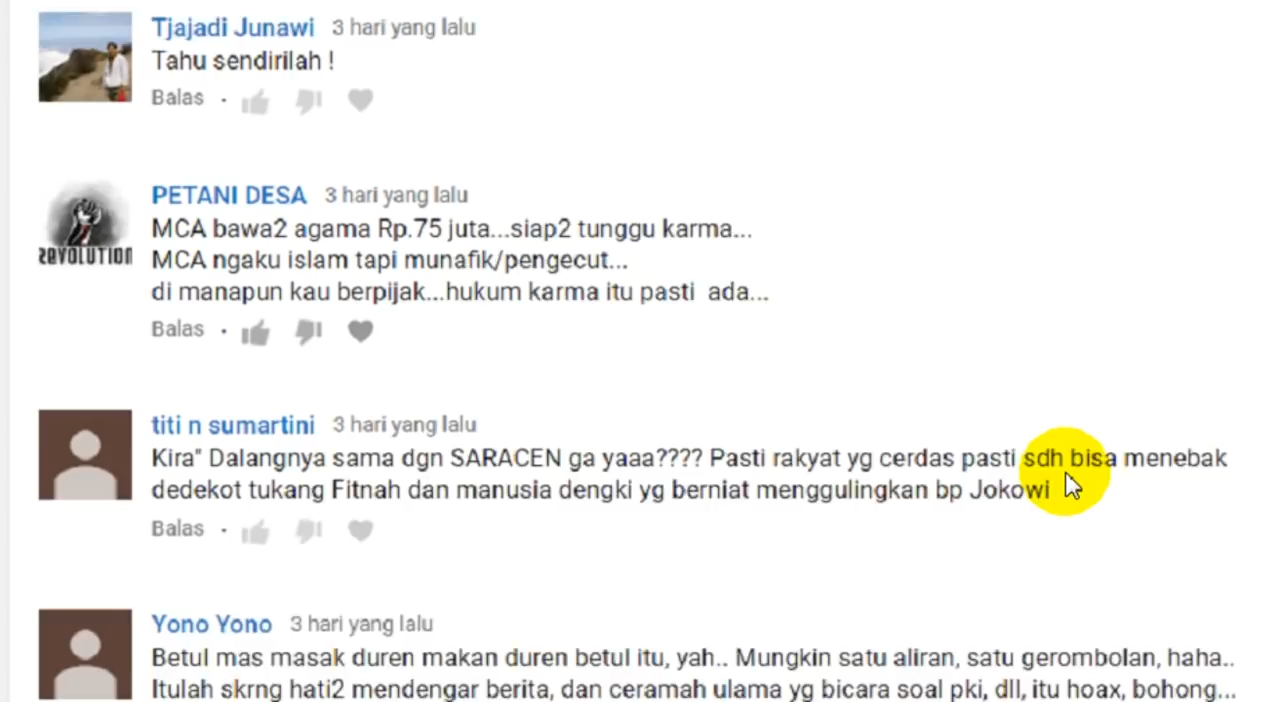 Tjajadi Junawi 3 hari yang lalu
Tahu sendirilah !
Balas
PETANI DESA 3 hari yang lalu
REVOLUTION
MCA bawa2 agama Rp.75 juta...siap2 tunggu karma...
MCA ngaku islam tapi munafik/pengecut...
di manapun kau berpijak...hukum karma itu pasti ada...
Balas
titi n sumartini 3 hari yang lalu
Kira" Dalangnya sama dgn SARACEN ga yaaa???? Pasti rakyat yg cerdas pasti sdh bisa menebak
dedekot tukang Fitnah dan manusia dengki yg berniat menggulingkan bp Jokowi
Balas
Yono Yono 3 hari yang lalu
Betul mas masak duren makan duren betul itu, yah.. Mungkin satu aliran, satu gerombolan, haha..
Itulah skrng hati2 mendengar berita, dan ceramah ulama yg bicara soal pki, dll, itu hoax, bohong...